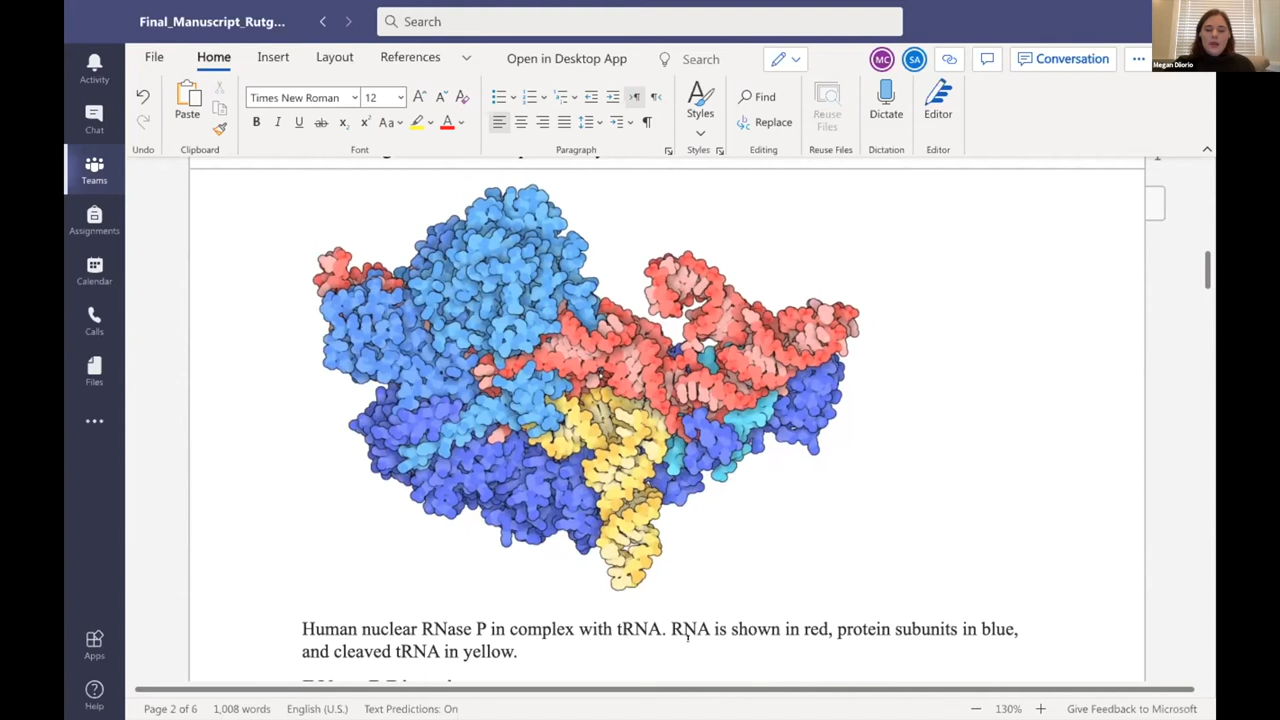 Final_Manuscript_Rutg...
Search
Megan Diiorio
File
Home
Insert
Layout
References
Open in Desktop App
Search
MC
SA
Conversation
Activity
Chat
Teams
Assignments
Calendar
Calls
Files
Apps
Help
Undo
Paste
Clipboard
Times New Roman
12
B I U ab x₂ x² Aa A
Font
Paragraph
Styles
Styles
Find
Replace
Editing
Reuse Files
Reuse Files
Dictate
Dictation
Editor
Editor
Human nuclear RNase P in complex with tRNA. RNA is shown in red, protein subunits in blue,
and cleaved tRNA in yellow.
Page 2 of 6
1,008 words
English (U.S.)
Text Predictions: On
130%
Give Feedback to Microsoft